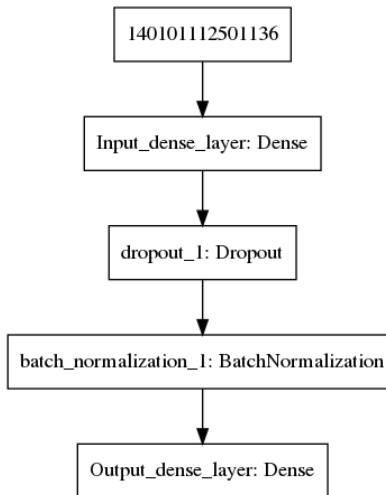 140101112501136
Input_dense_layer: Dense
dropout_1: Dropout
batch_normalization_1: BatchNormalization
Output_dense_layer: Dense